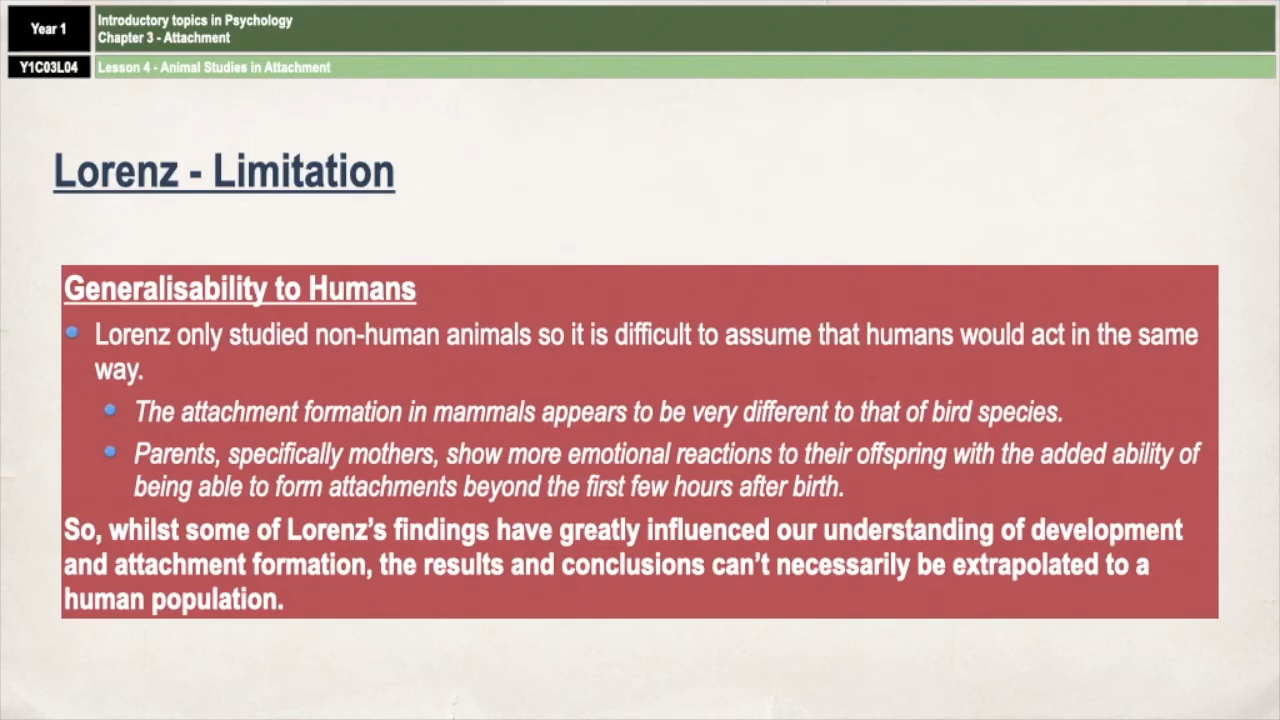 Year 1
Introductory topics in Psychology
Chapter 3 - Attachment
Y1C03L04
Lesson 4 - Animal Studies in Attachment
Lorenz - Limitation
Generalisability to Humans
Lorenz only studied non-human animals so it is difficult to assume that humans would act in the same
way.
The attachment formation in mammals appears to be very different to that of bird species.
Parents, specifically mothers, show more emotional reactions to their offspring with the added ability of
being able to form attachments beyond the first few hours after birth.
So, whilst some of Lorenz’s findings have greatly influenced our understanding of development
and attachment formation, the results and conclusions can’t necessarily be extrapolated to a
human population.